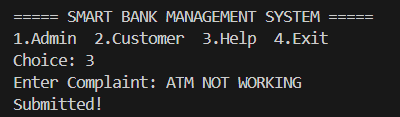 ===== SMART BANK MANAGEMENT SYSTEM =====
1.Admin  2.Customer  3.Help  4.Exit
Choice: 3
Enter Complaint: ATM NOT WORKING
Submitted!